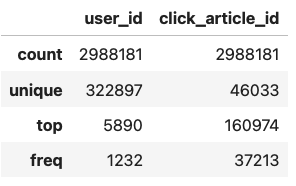 user_id click_article_id
count 2988181 2988181
unique 322897 46033
top 5890 160974
freq 1232 37213